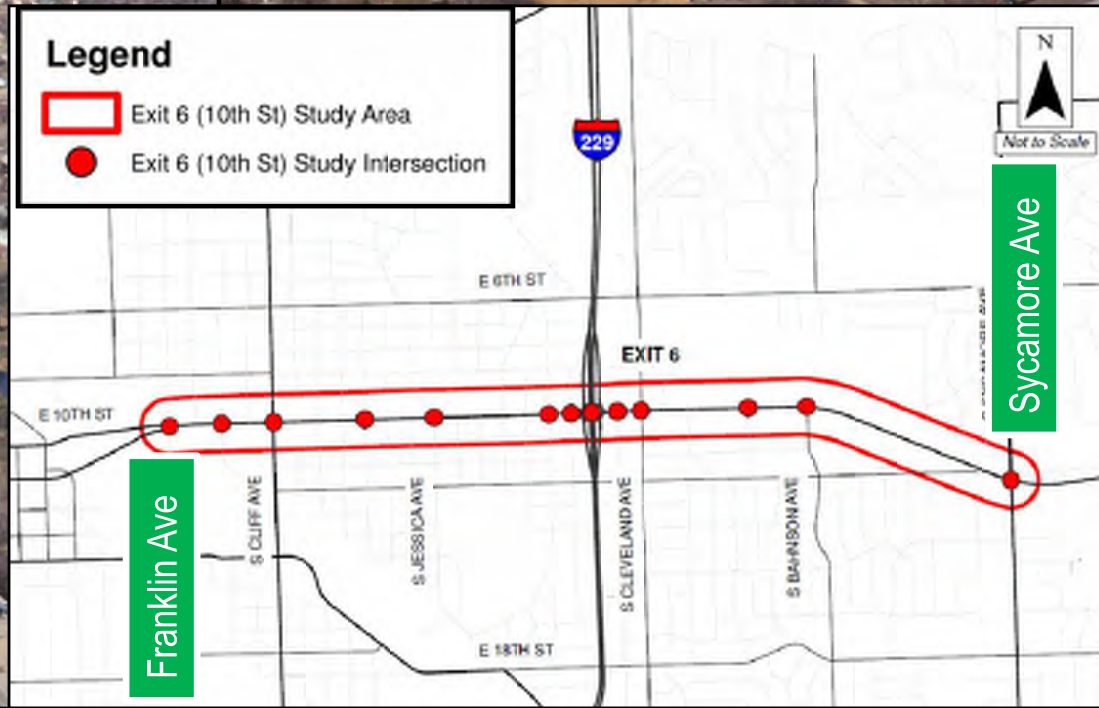 Legend
Exit 6 (10th St) Study Area
Exit 6 (10th St) Study Intersection
229
N
Not to Scale
Sycamore Ave
E 6TH ST
EXIT 6
E 10TH ST
Franklin Ave
S CLIFF AVE
S JESSICA AVE
S CLEVELAND AVE
S BAHNSON AVE
E 18TH ST